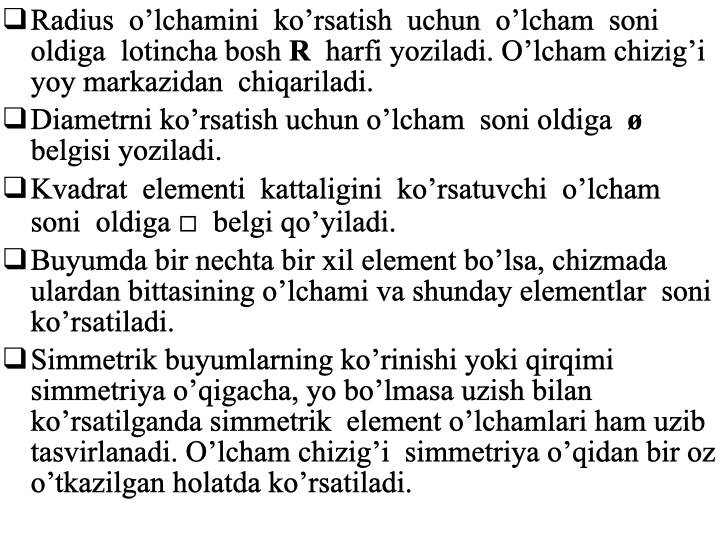 ❑Radius o’lchamini ko’rsatish uchun o’lcham soni
oldiga lotincha bosh R harfi yoziladi. O’lcham chizig’i
yoy markazidan chiqariladi.
❑Diametrni ko’rsatish uchun o’lcham soni oldiga ø
belgisi yoziladi.
❑Kvadrat elementi kattaligini ko’rsatuvchi o’lcham
soni oldiga □ belgi qo’yiladi.
❑Buyumda bir nechta bir xil element bo’lsa, chizmada
ulardan bittasining o’lchami va shunday elementlar soni
ko’rsatiladi.
❑Simmetrik buyumlarning ko’rinishi yoki qirqimi
simmetriya o’qigacha, yo bo’lmasa uzish bilan
ko’rsatilganda simmetrik element o’lchamlari ham uzib
tasvirlanadi. O’lcham chizig’i simmetriya o’qidan bir oz
o’tkazilgan holatda ko’rsatiladi.